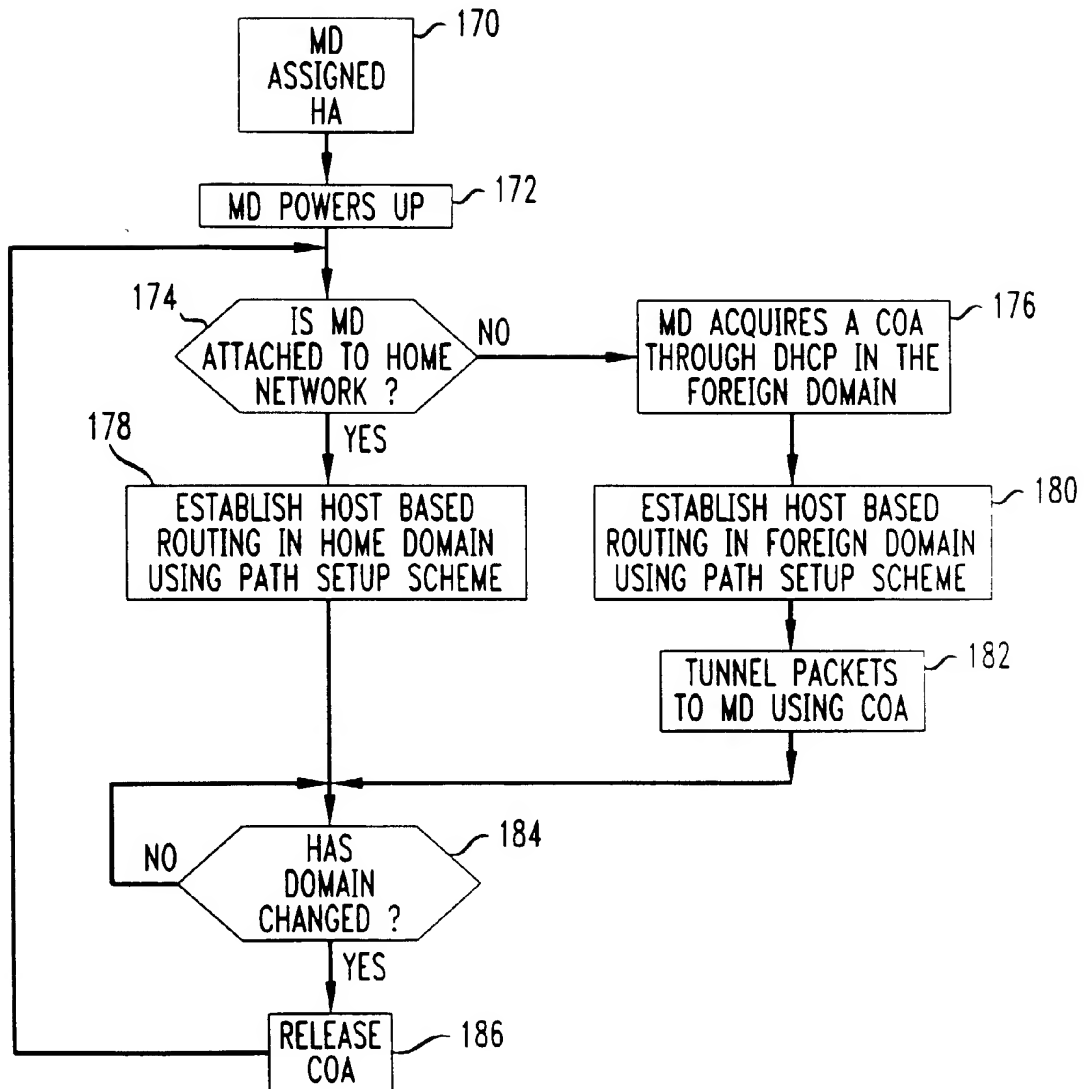 170
MD
ASSIGNED
HA
172
MD POWERS UP
174
IS MD
ATTACHED TO HOME
NETWORK ?
NO
176
MD ACQUIRES A COA
THROUGH DHCP IN THE
FOREIGN DOMAIN
YES
178
ESTABLISH HOST BASED
ROUTING IN HOME DOMAIN
USING PATH SETUP SCHEME
180
ESTABLISH HOST BASED
ROUTING IN FOREIGN DOMAIN
USING PATH SETUP SCHEME
182
TUNNEL PACKETS
TO MD USING COA
184
HAS
DOMAIN
CHANGED ?
NO
YES
186
RELEASE
COA